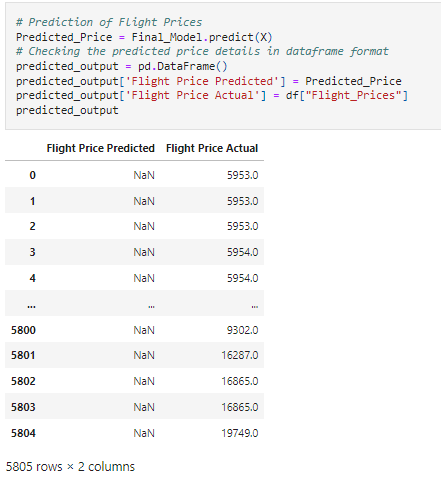 # Prediction of Flight Prices
Predicted_Price = Final_Model.predict(X)
# Checking the predicted price details in dataframe format
predicted_output = pd.DataFrame()
predicted_output['Flight Price Predicted'] = Predicted_Price
predicted_output['Flight Price Actual'] = df["Flight_Prices"]
predicted_output
Flight Price Predicted Flight Price Actual
0 NaN 5953.0
1 NaN 5953.0
2 NaN 5953.0
3 NaN 5954.0
4 NaN 5954.0
... ... ...
5800 NaN 9302.0
5801 NaN 16287.0
5802 NaN 16865.0
5803 NaN 16865.0
5804 NaN 19749.0
5805 rows × 2 columns